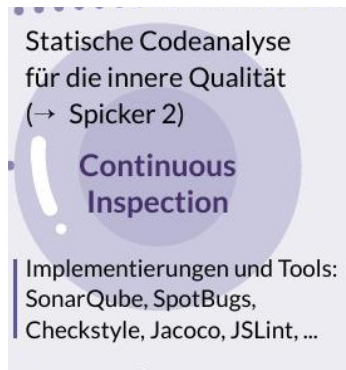 Statische Codeanalyse
für die innere Qualität
(→ Spicker 2)
Continuous
Inspection
Implementierungen und Tools:
SonarQube, SpotBugs,
Checkstyle, Jacoco, JSLint, ...